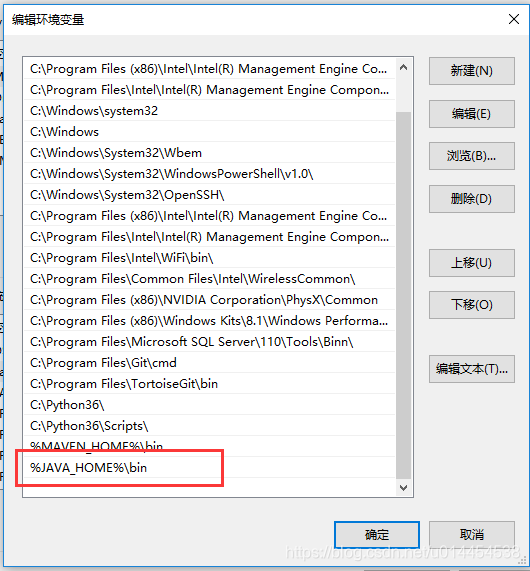 编辑环境变量
C:\Program Files (x86)\Intel\Intel(R) Management Engine Co...
C:\Program Files (x86)\Intel\Intel(R) Management Engine Compon...
C:\Windows\system32
C:\Windows
C:\Windows\System32\Wbem
C:\Windows\System32\WindowsPowerShell\v1.0\
C:\Windows\System32\OpenSSH\
C:\Program Files (x86)\Intel\Intel(R) Management Engine Co...
C:\Program Files (x86)\Intel\Intel(R) Management Engine Compon...
C:\Program Files\Intel\WiFi\bin\
C:\Program Files\Common Files\Intel\WirelessCommon\
C:\Program Files (x86)\NVIDIA Corporation\PhysX\Common
C:\Program Files (x86)\Windows Kits\8.1\Windows Performa...
C:\Program Files\Microsoft SQL Server\110\Tools\Binn\
C:\Program Files\Git\cmd
C:\Program Files\TortoiseGit\bin
C:\Python36\
C:\Python36\Scripts\
%MAVEN_HOME%\bin
%JAVA_HOME%\bin
新建(N)
编辑(E)
浏览(B)...
删除(D)
上移(U)
下移(O)
编辑文本(T)...
确定
取消
https://blog.csdn.net/u014454538